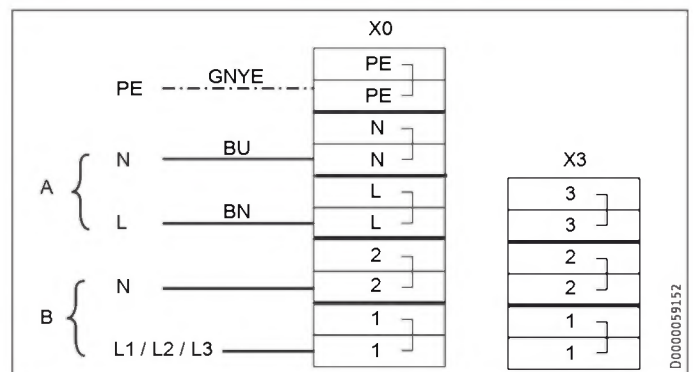 X0
PE
PE GNYE PE
N
N BU N X3
A L 3
L BN L 3
2 2
N 2 2
B 1 1
L1 / L2 / L3 1 1
D0000059152